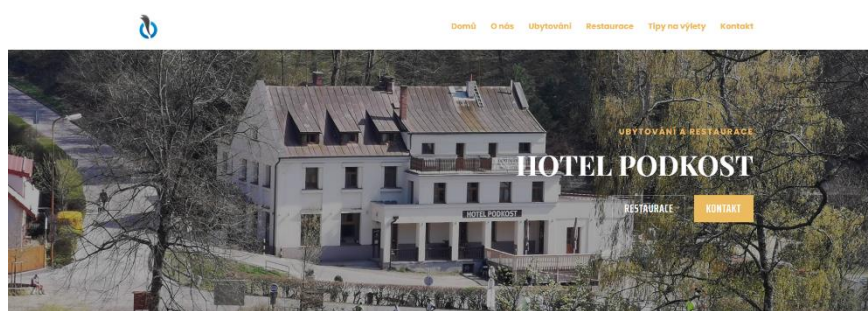 Domů O nás Ubytování Restaurace Tipy na výlety Kontakt
UBYTOVÁNÍ A RESTAURACE
HOTEL PODKOST
RESTAURACE KONTAKT
HOTEL PODKOST